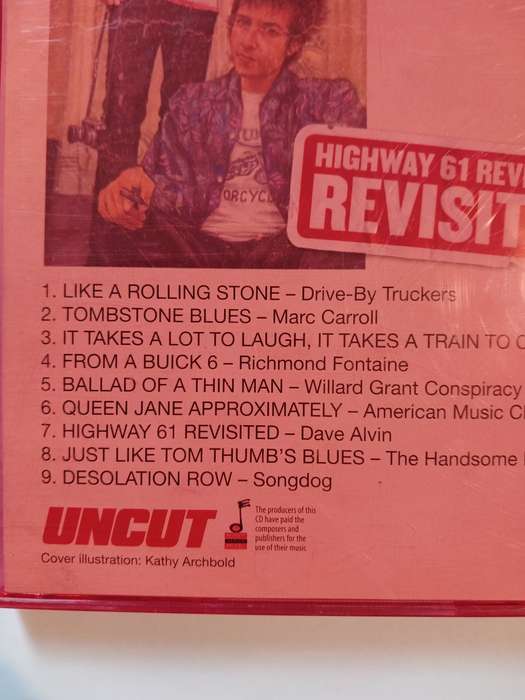 HIGHWAY 61 REV
REVISIT
1. LIKE A ROLLING STONE – Drive-By Truckers
2. TOMBSTONE BLUES – Marc Carroll
3. IT TAKES A LOT TO LAUGH, IT TAKES A TRAIN TO C
4. FROM A BUICK 6 – Richmond Fontaine
5. BALLAD OF A THIN MAN – Willard Grant Conspiracy
6. QUEEN JANE APPROXIMATELY – American Music Cl
7. HIGHWAY 61 REVISITED – Dave Alvin
8. JUST LIKE TOM THUMB'S BLUES – The Handsome
9. DESOLATION ROW – Songdog
UNCUT
The producers of this
CD have paid the
composers and
publishers for the
use of their music
Cover illustration: Kathy Archbold